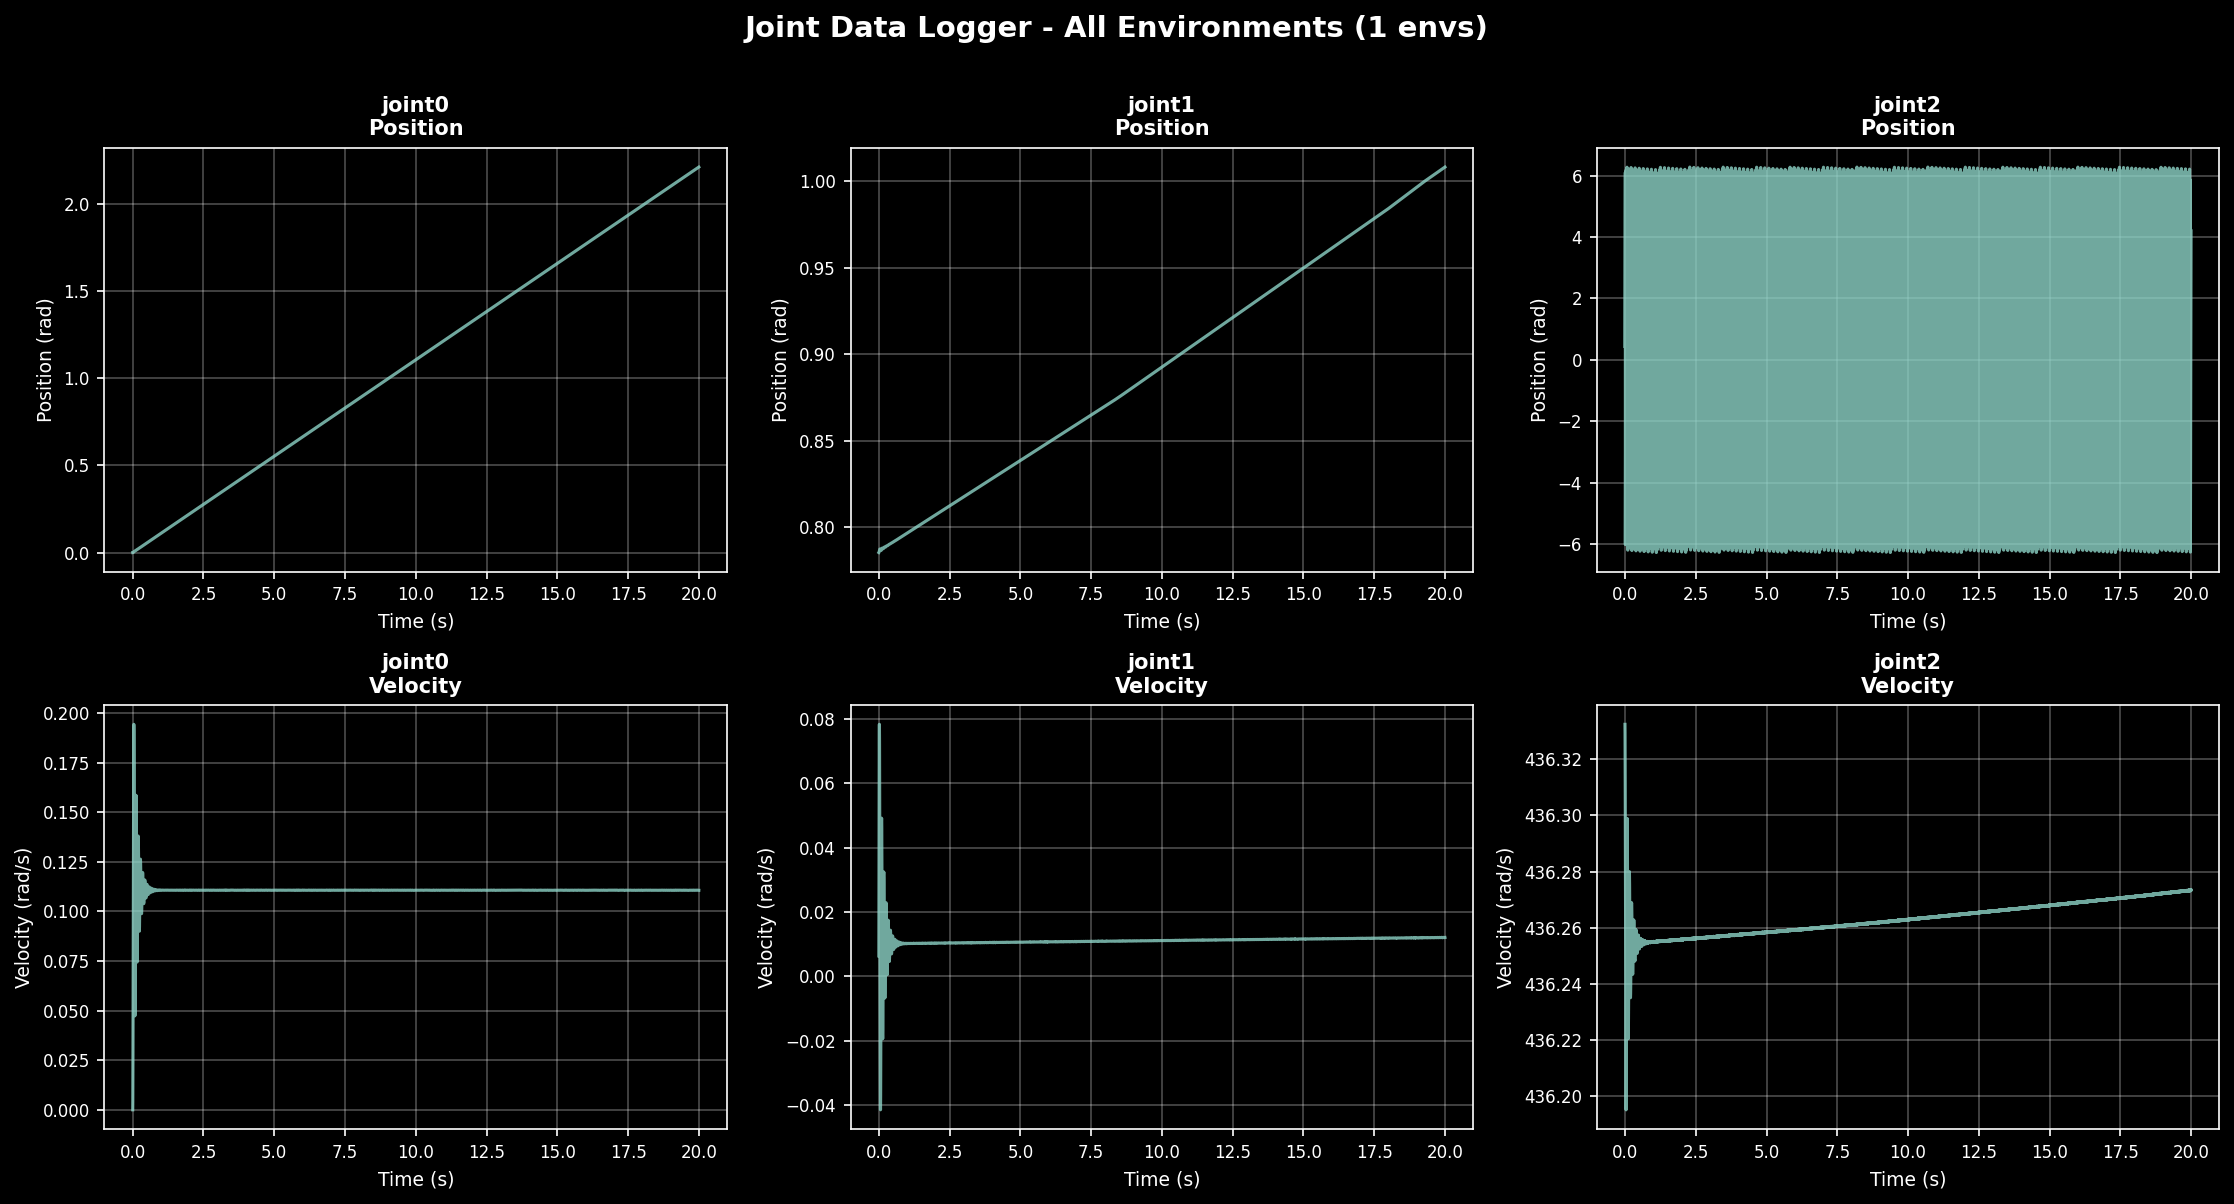 Joint Data Logger - All Environments (1 envs)
joint0
Position
Position (rad)
2.0
1.5
1.0
0.5
0.0
0.0 2.5 5.0 7.5 10.0 12.5 15.0 17.5 20.0
Time (s)
joint1
Position
Position (rad)
1.00
0.95
0.90
0.85
0.80
0.0 2.5 5.0 7.5 10.0 12.5 15.0 17.5 20.0
Time (s)
joint2
Position
Position (rad)
6
4
2
0
−2
−4
−6
0.0 2.5 5.0 7.5 10.0 12.5 15.0 17.5 20.0
Time (s)
joint0
Velocity
Velocity (rad/s)
0.200
0.175
0.150
0.125
0.100
0.075
0.050
0.025
0.000
0.0 2.5 5.0 7.5 10.0 12.5 15.0 17.5 20.0
Time (s)
joint1
Velocity
Velocity (rad/s)
0.08
0.06
0.04
0.02
0.00
−0.02
−0.04
0.0 2.5 5.0 7.5 10.0 12.5 15.0 17.5 20.0
Time (s)
joint2
Velocity
Velocity (rad/s)
436.32
436.30
436.28
436.26
436.24
436.22
436.20
0.0 2.5 5.0 7.5 10.0 12.5 15.0 17.5 20.0
Time (s)